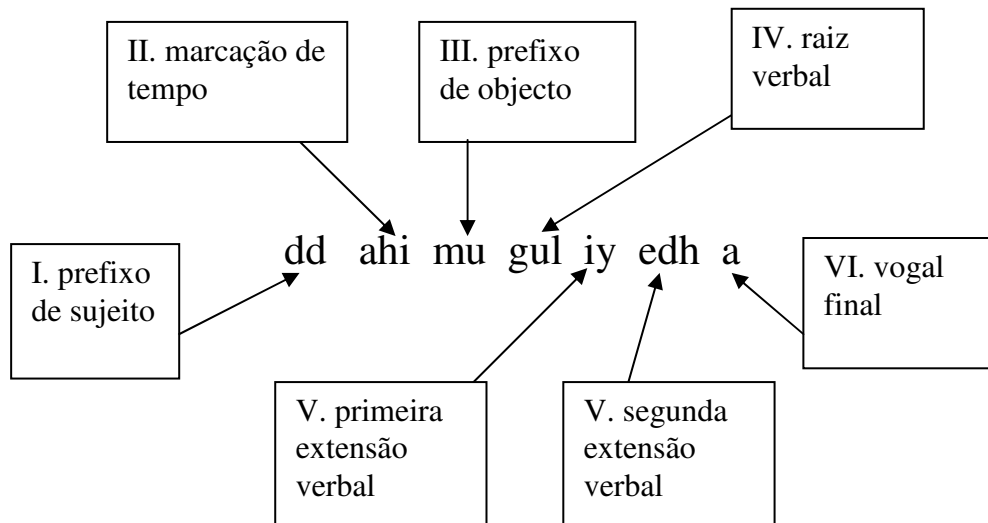 II. marcação de
tempo
III. prefixo
de objecto
IV. raiz
verbal
dd ahi mu gul iy edh a
I. prefixo
de sujeito
VI. vogal
final
V. primeira
extensão
verbal
V. segunda
extensão
verbal